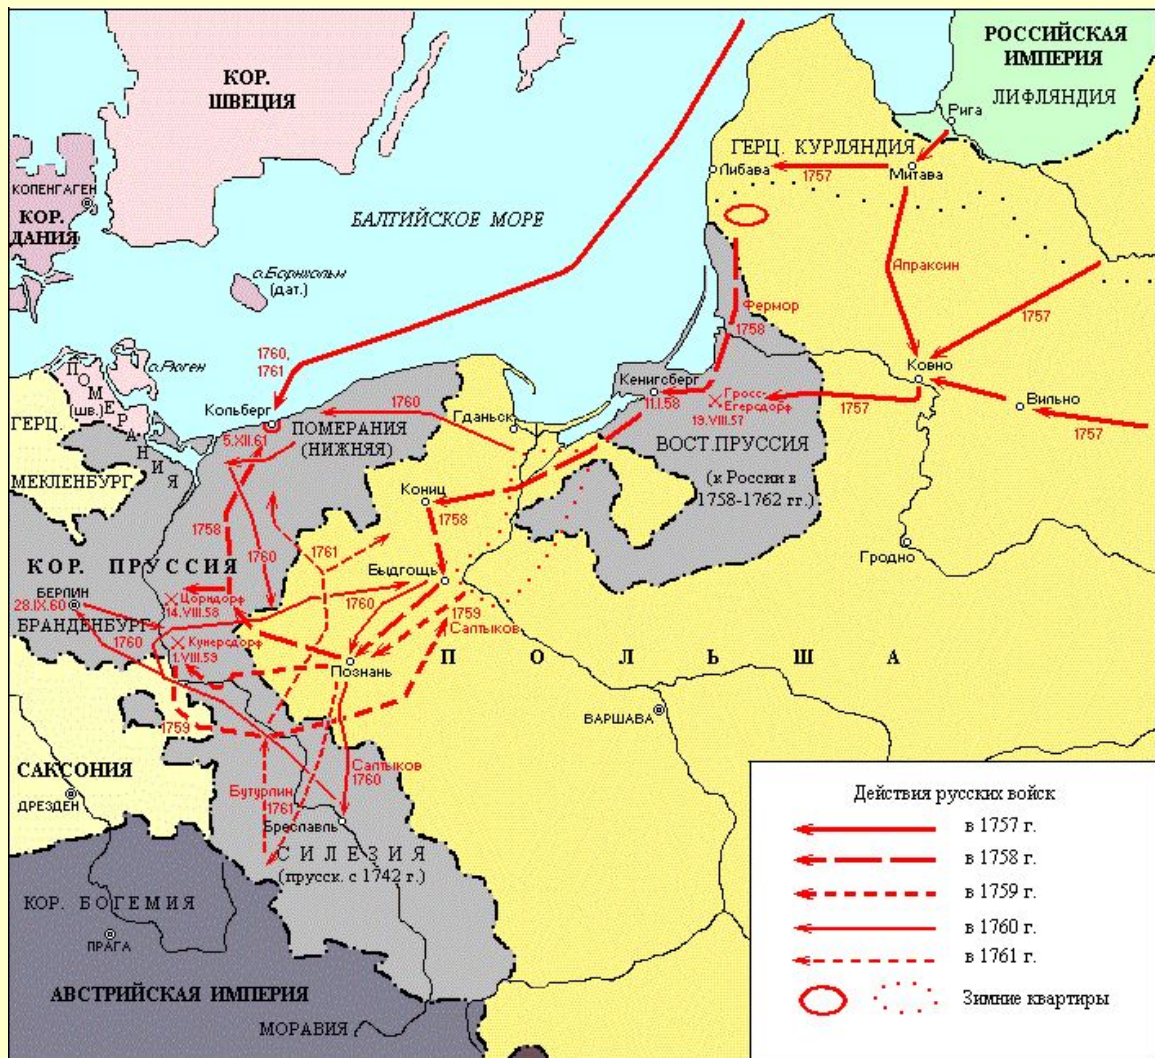 РОССИЙСКАЯ
ИМПЕРИЯ
ЛИФЛЯНДИЯ
Рига
КОР.
ШВЕЦИЯ
ГЕРЦ. КУРЛЯНДИЯ
Либава
1757
Митава
КОПЕНГАГЕН
КОР.
ДАНИЯ
БАЛТИЙСКОЕ МОРЕ
о.Борнхольм
(дат.)
Апраксин
1757
Фермор
1758
1760,
1761
о.Рюген
ПОМЕРАНИЯ
(шв.)
Кольберг
5.XII.61
1760
ПОМЕРАНИЯ
(НИЖНЯЯ)
Гданьск
Кенигсберг
11.I.58
Гросс-
Егерсдорф
19.VIII.57
1757
Ковно
Вильно
1757
ВОСТ.ПРУССИЯ
(к России в
1758-1762 гг.)
ГЕРЦ.
МЕКЛЕНБУРГ
Кониц
1758
1758
1760
1761
Гродно
КОР. ПРУССИЯ
Быдгощь
БЕРЛИН
28.IX.60
Цорндорф
14.VIII.58
1760
1759
Салтыков
БРАНДЕНБУРГ
1760
Кунерсдорф
1.VIII.59
Познань
ПОЛЬША
ВАРШАВА
1759
САКСОНИЯ
ДРЕЗДЕН
Салтыков
1760
Бутурлин
1761
Бреславль
СИЛЕЗИЯ
(прусск. с 1742 г.)
КОР. БОГЕМИЯ
ПРАГА
АВСТРИЙСКАЯ ИМПЕРИЯ
МОРАВИЯ
Действия русских войск
в 1757 г.
в 1758 г.
в 1759 г.
в 1760 г.
в 1761 г.
Зимние квартиры